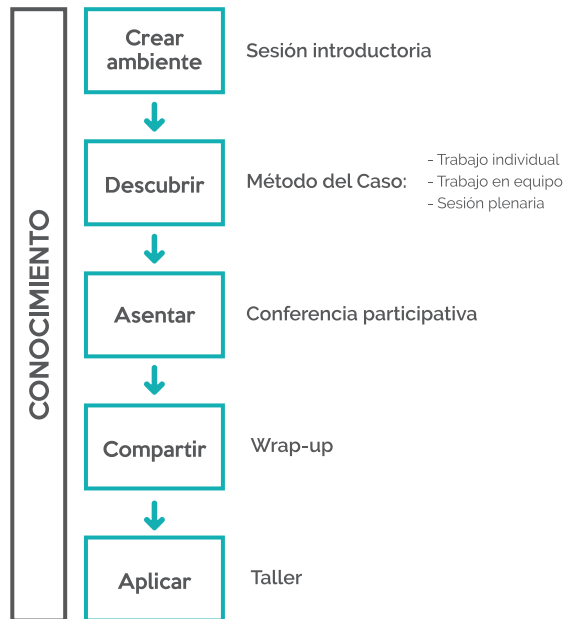 CONOCIMIENTO
Crear
ambiente
Sesión introductoria
Descubrir
Método del Caso:
- Trabajo individual
- Trabajo en equipo
- Sesión plenaria
Asentar
Conferencia participativa
Compartir
Wrap-up
Aplicar
Taller